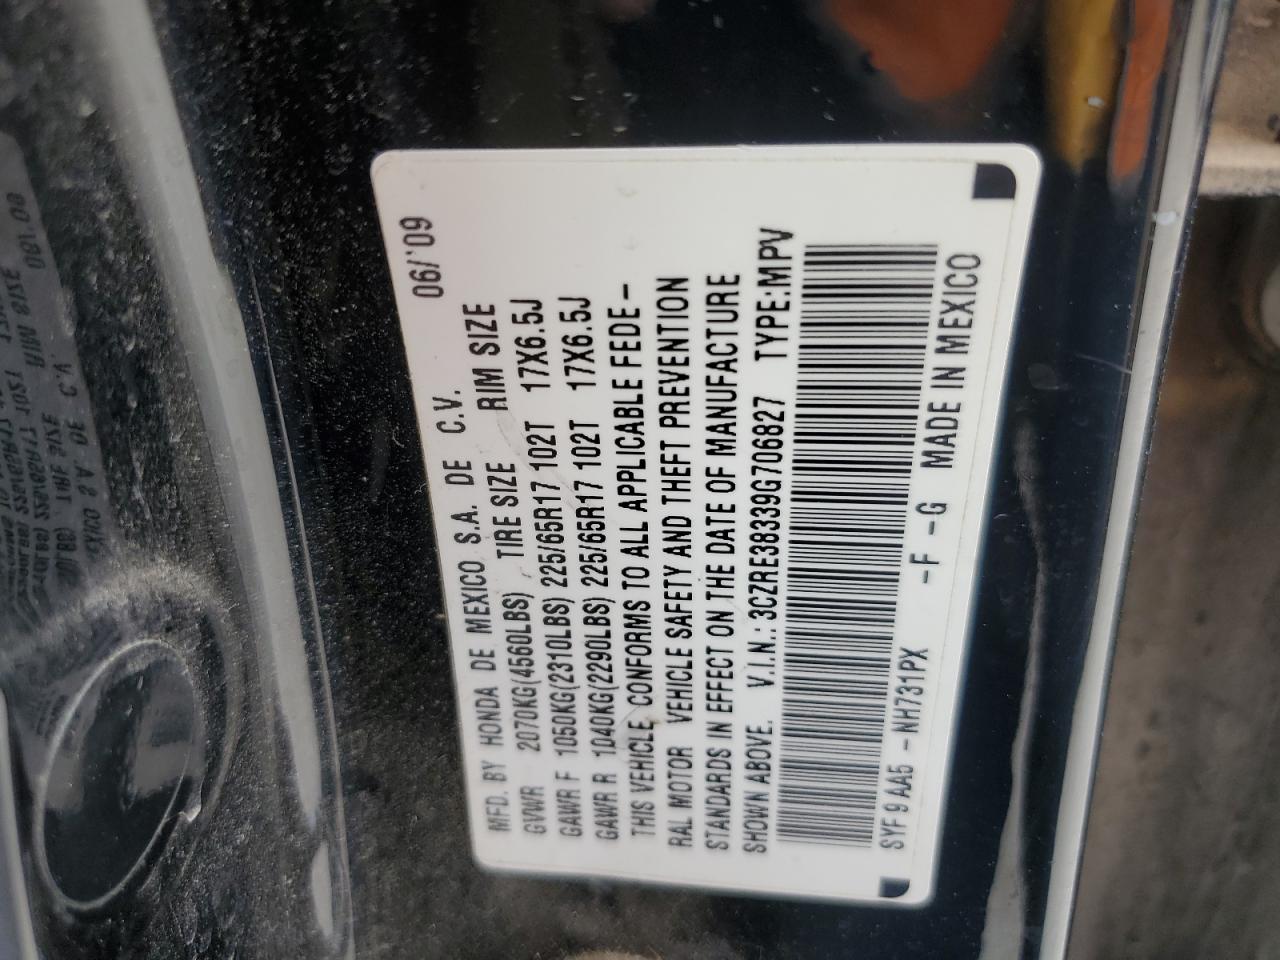 MFD. BY HONDA DE MEXICO S.A. DE C.V. 06/'09
GVWR 2070KG(4560LBS) TIRE SIZE RIM SIZE
GAWR F 1050KG(2310LBS) 225/65R17 102T 17X6.5J
GAWR R 1040KG(2290LBS) 225/65R17 102T 17X6.5J
THIS VEHICLE CONFORMS TO ALL APPLICABLE FEDE-
RAL MOTOR VEHICLE SAFETY AND THEFT PREVENTION
STANDARDS IN EFFECT ON THE DATE OF MANUFACTURE
SHOWN ABOVE. V.I.N.: 3CZRE38339G706827 TYPE:MPV
SYF9AA5 - NH731PX -F -G MADE IN MEXICO